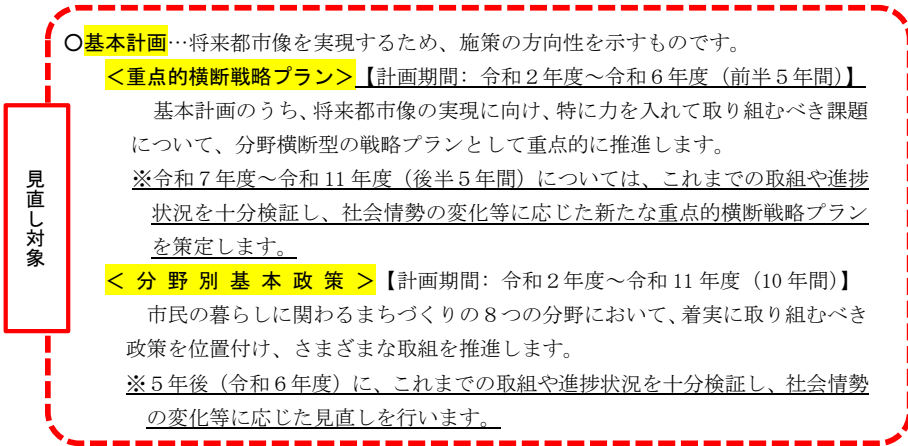 見直し対象
○基本計画…将来都市像を実現するため、施策の方向性を示すものです。
＜重点的横断戦略プラン＞【計画期間：令和２年度～令和６年度（前半５年間）】
基本計画のうち、将来都市像の実現に向け、特に力を入れて取り組むべき課題
について、分野横断型の戦略プランとして重点的に推進します。
※令和７年度～令和 11 年度（後半５年間）については、これまでの取組や進捗
状況を十分検証し、社会情勢の変化等に応じた新たな重点的横断戦略プラン
を策定します。
＜ 分 野 別 基 本 政 策 ＞【計画期間：令和２年度～令和 11 年度（10 年間）】
市民の暮らしに関わるまちづくりの８つの分野において、着実に取り組むべき
政策を位置付け、さまざまな取組を推進します。
※５年後（令和６年度）に、これまでの取組や進捗状況を十分検証し、社会情勢
の変化等に応じた見直しを行います。